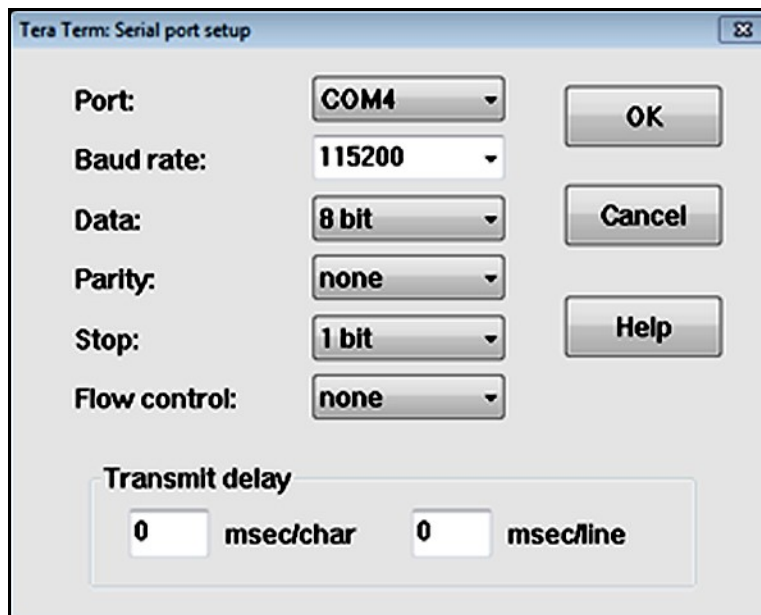 Tera Term: Serial port setup
Port: COM4 OK
Baud rate: 115200
Data: 8 bit Cancel
Parity: none
Stop: 1 bit Help
Flow control: none
Transmit delay
0 msec/char 0 msec/line